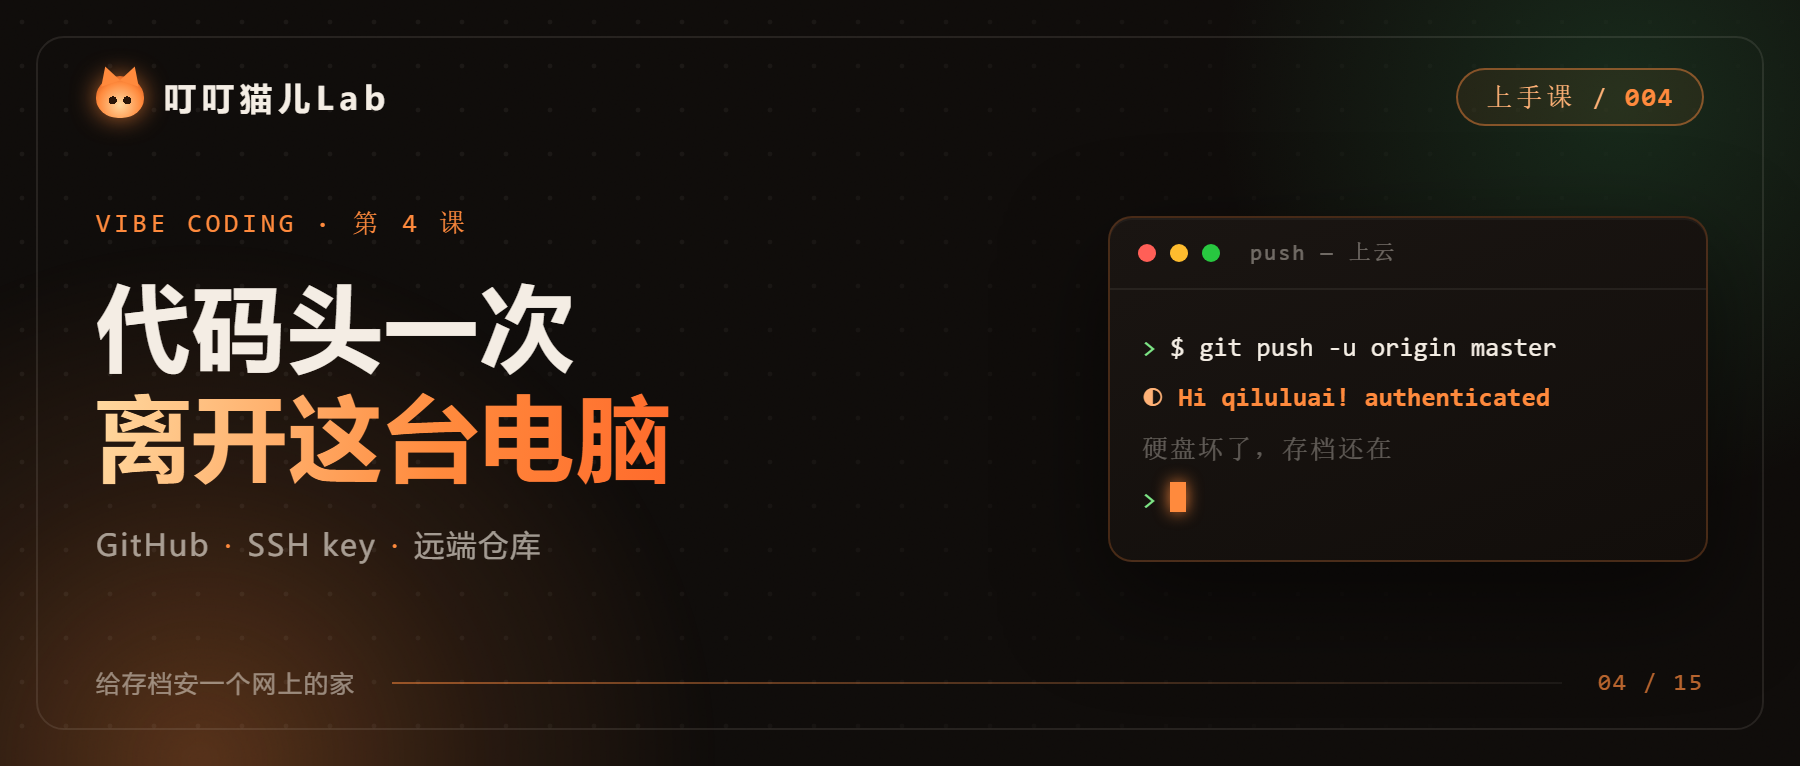 叮叮猫儿Lab
上手课 / 004
VIBE CODING · 第 4 课
代码头一次
离开这台电脑
GitHub · SSH key · 远端仓库
push — 上云
> $ git push -u origin master
◐ Hi qiluluai! authenticated
硬盘坏了，存档还在
>
给存档安一个网上的家
04 / 15